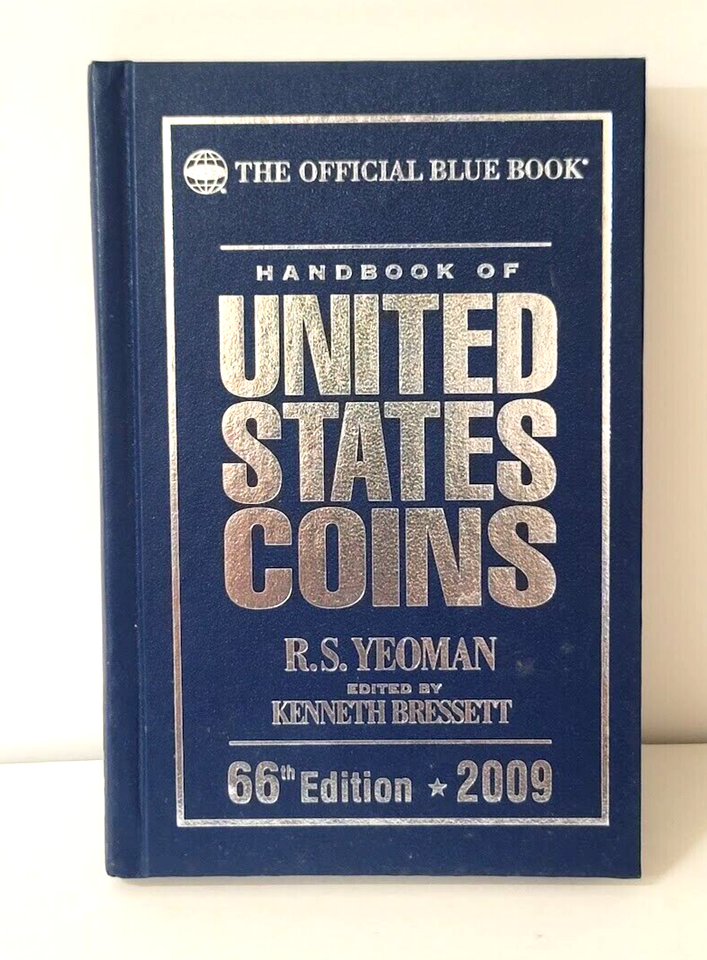 THE OFFICIAL BLUE BOOK®
HANDBOOK OF
UNITED
STATES
COINS
R.S. YEOMAN
EDITED BY
KENNETH BRESSETT
66th Edition ★ 2009